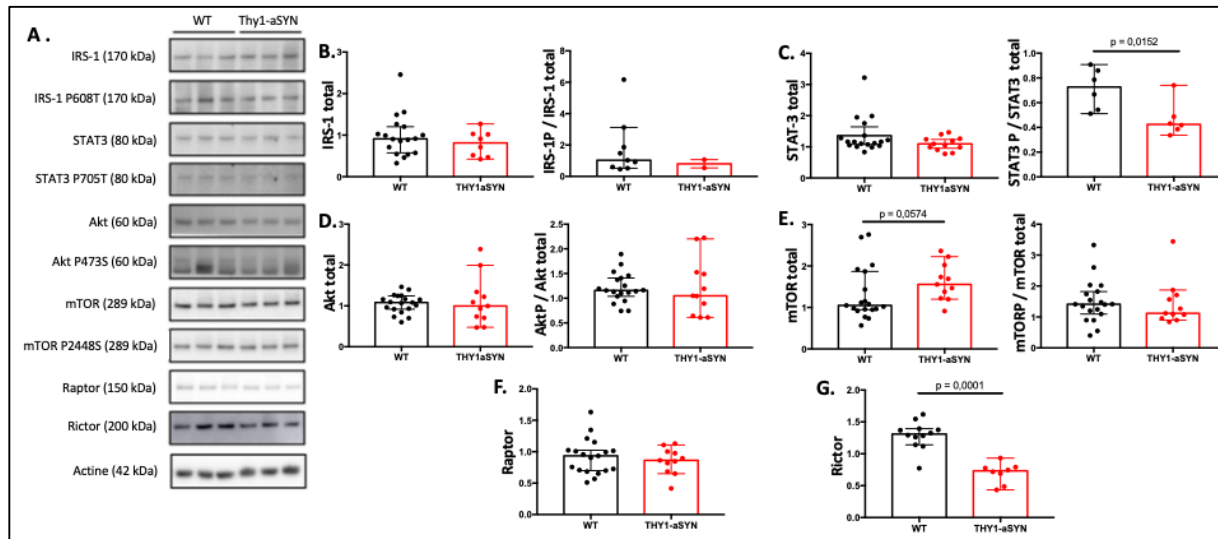 A.
WT Thy1-aSYN
IRS-1 (170 kDa)
IRS-1 P608T (170 kDa)
STAT3 (80 kDa)
STAT3 P705T (80 kDa)
Akt (60 kDa)
Akt P473S (60 kDa)
mTOR (289 kDa)
mTOR P2448S (289 kDa)
Raptor (150 kDa)
Rictor (200 kDa)
Actine (42 kDa)
B.
IRS-1 total
3
2
1
0
WT THY1aSYN
IRS-1P / IRS-1 total
8
6
4
2
0
WT THY1-aSYN
C.
STAT-3 total
4
3
2
1
0
WT THY1aSYN
STAT3 P / STAT3 total
p = 0,0152
1.0
0.8
0.6
0.4
0.2
0.0
WT THY1-aSYN
D.
Akt total
3
2
1
0
WT THY1-aSYN
AktP / Akt total
2.5
2.0
1.5
1.0
0.5
0.0
WT THY1-aSYN
E.
mTOR total
p = 0,0574
3
2
1
0
WT THY1-aSYN
mTORP / mTOR total
4
3
2
1
0
WT THY1-aSYN
F.
Raptor
2.0
1.5
1.0
0.5
0.0
WT THY1-aSYN
G.
Rictor
p = 0,0001
2.0
1.5
1.0
0.5
0.0
WT THY1-aSYN